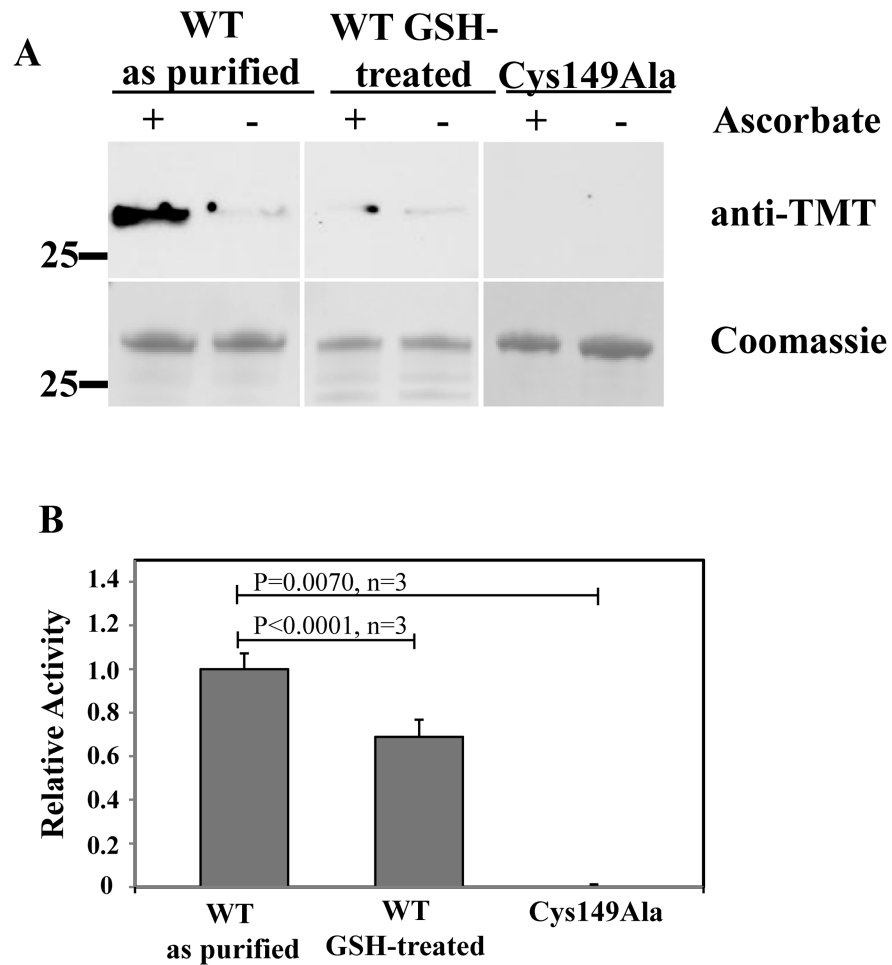 A
WT
as purified
WT GSH-
treated
Cys149Ala
+ - + - + - Ascorbate
anti-TMT
25
Coomassie
25
B
Relative Activity
1.4
1.2
1.0
0.8
0.6
0.4
0.2
0
P=0.0070, n=3
P<0.0001, n=3
WT
as purified
WT
GSH-treated
Cys149Ala